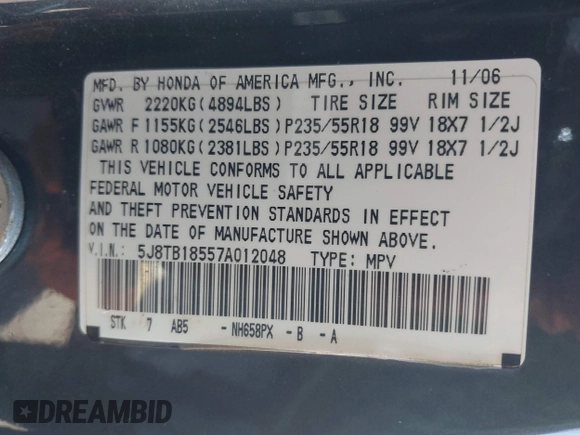 MFD. BY HONDA OF AMERICA MFG., INC. 11/06
GVWR 2220KG(4894LBS) TIRE SIZE RIM SIZE
GAWR F 1155KG(2546LBS) P235/55R18 99V 18X7 1/2J
GAWR R 1080KG(2381LBS) P235/55R18 99V 18X7 1/2J
THIS VEHICLE CONFORMS TO ALL APPLICABLE
FEDERAL MOTOR VEHICLE SAFETY
AND THEFT PREVENTION STANDARDS IN EFFECT
ON THE DATE OF MANUFACTURE SHOWN ABOVE.
V.I.N.: 5J8TB18557A012048 TYPE: MPV
STK 7 AB5 -NH658PX -B -A
DREAMBID